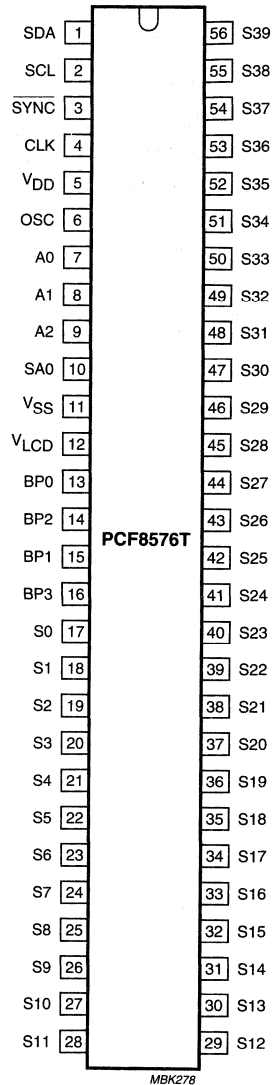 SDA 1 56 S39
SCL 2 55 S38
SYNC 3 54 S37
CLK 4 53 S36
VDD 5 52 S35
OSC 6 51 S34
A0 7 50 S33
A1 8 49 S32
A2 9 48 S31
SA0 10 47 S30
VSS 11 46 S29
VLCD 12 45 S28
BP0 13 44 S27
BP2 14 43 S26
PCF8576T
BP1 15 42 S25
BP3 16 41 S24
S0 17 40 S23
S1 18 39 S22
S2 19 38 S21
S3 20 37 S20
S4 21 36 S19
S5 22 35 S18
S6 23 34 S17
S7 24 33 S16
S8 25 32 S15
S9 26 31 S14
S10 27 30 S13
S11 28 29 S12
MBK278